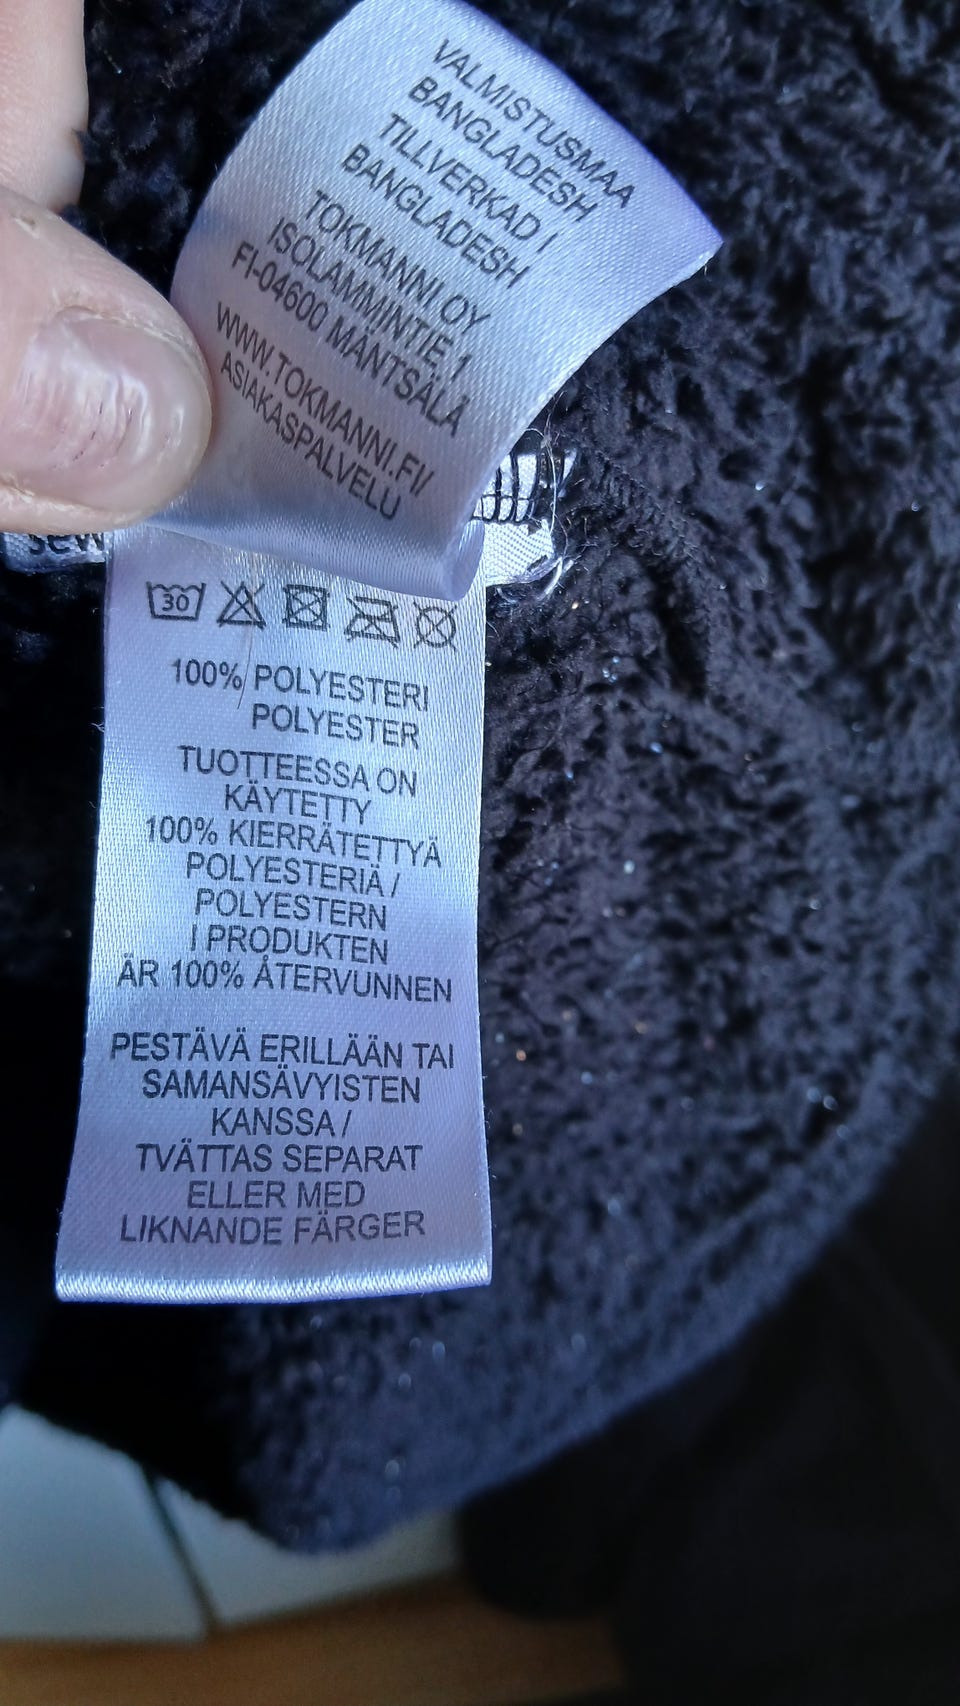 VALMISTUSMAA
BANGLADESH
TILLVERKAD I
BANGLADESH
TOKMANNI OY
ISOLAMMINTIE 1
FI-04600 MÄNTSÄLÄ
WWW.TOKMANNI.FI/
ASIAKASPALVELU
sew
30
100% POLYESTERI
POLYESTER
TUOTTEESSA ON
KÄYTETTY
100% KIERRÄTETTYÄ
POLYESTERIÄ /
POLYESTERN
I PRODUKTEN
ÄR 100% ÅTERVUNNEN
PESTÄVÄ ERILLÄÄN TAI
SAMANSÄVYISTEN
KANSSA /
TVÄTTAS SEPARAT
ELLER MED
LIKNANDE FÄRGER